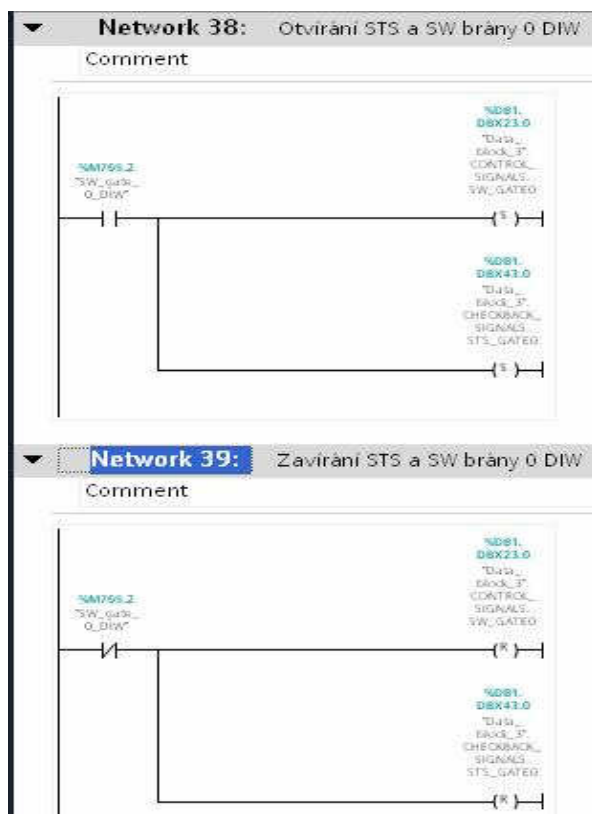 Network 38: Otvírání STS a SW brány 0 DIW
Comment
%DB1.
DBX23.0
"Data_
block_3".
CONTROL_
SIGNALS.
SW_GATE0
%M765.2
"SW_gate_
0_DIW"
S
%DB1.
DBX43.0
"Data_
block_3".
CHECKBACK_
SIGNALS.
STS_GATE0
S
Network 39: Zavírání STS a SW brány 0 DIW
Comment
%DB1.
DBX23.0
"Data_
block_3".
CONTROL_
SIGNALS.
SW_GATE0
%M765.2
"SW_gate_
0_DIW"
R
%DB1.
DBX43.0
"Data_
block_3".
CHECKBACK_
SIGNALS.
STS_GATE0
R